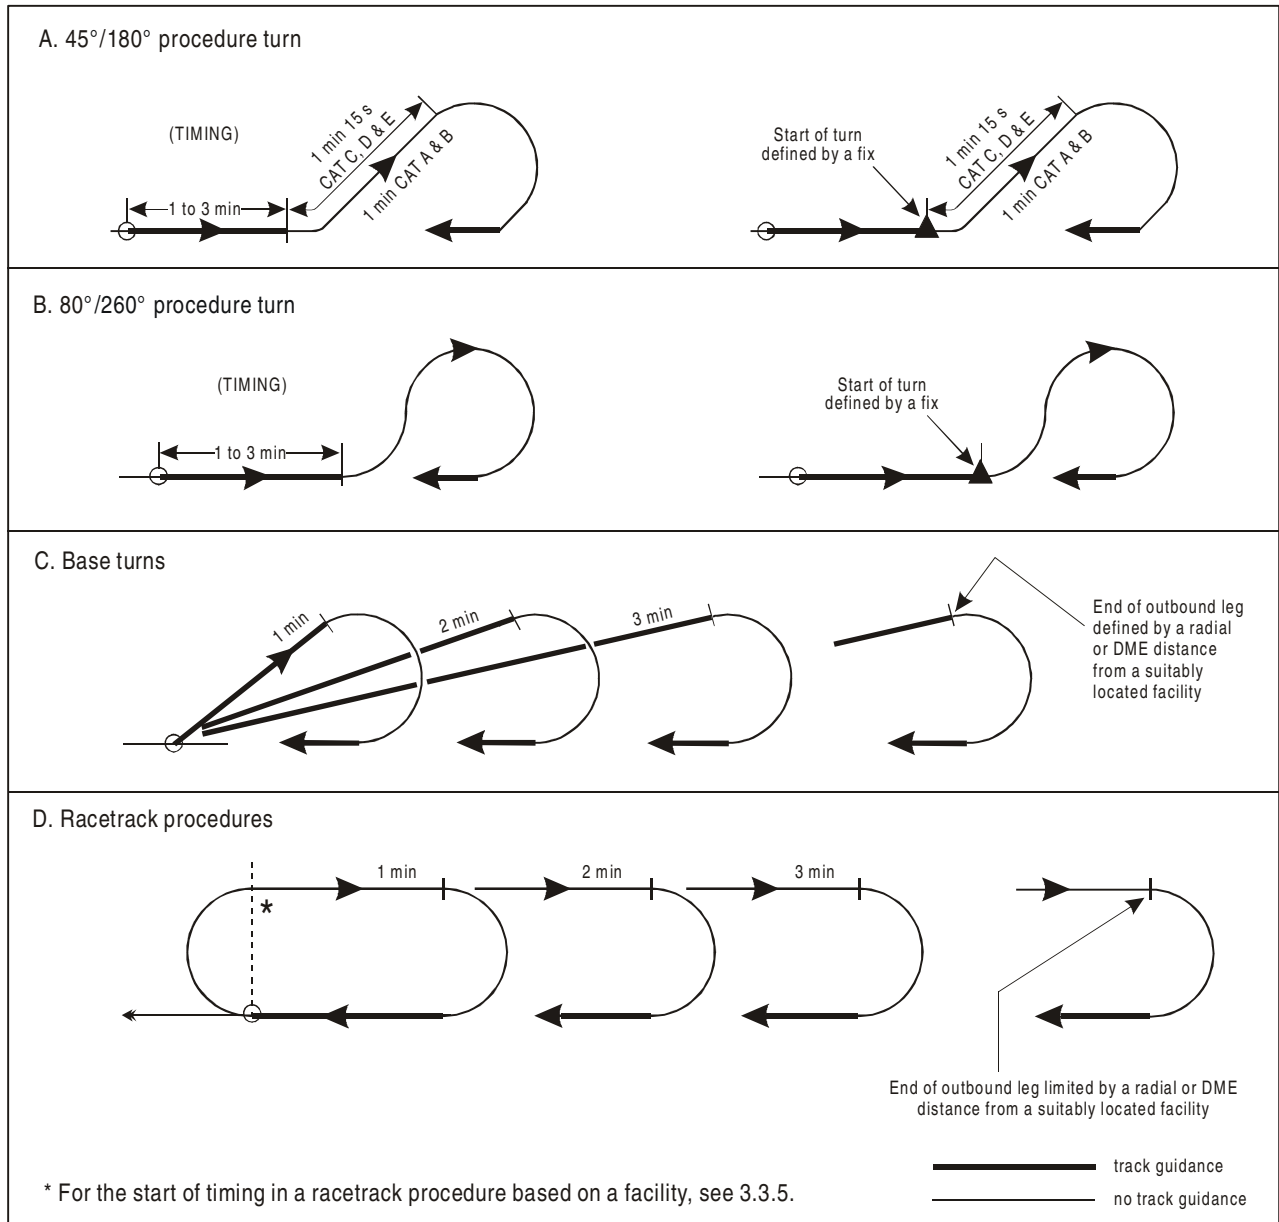 A. 45°/180° procedure turn
(TIMING)
1 to 3 min
1 min 15 s
CAT C, D & E
1 min CAT A & B
Start of turn
defined by a fix
1 min 15 s
CAT C, D & E
1 min CAT A & B
B. 80°/260° procedure turn
(TIMING)
1 to 3 min
Start of turn
defined by a fix
C. Base turns
1 min
2 min
3 min
End of outbound leg
defined by a radial
or DME distance
from a suitably
located facility
D. Racetrack procedures
1 min
2 min
3 min
*
End of outbound leg limited by a radial or DME
distance from a suitably located facility
track guidance
no track guidance
* For the start of timing in a racetrack procedure based on a facility, see 3.3.5.